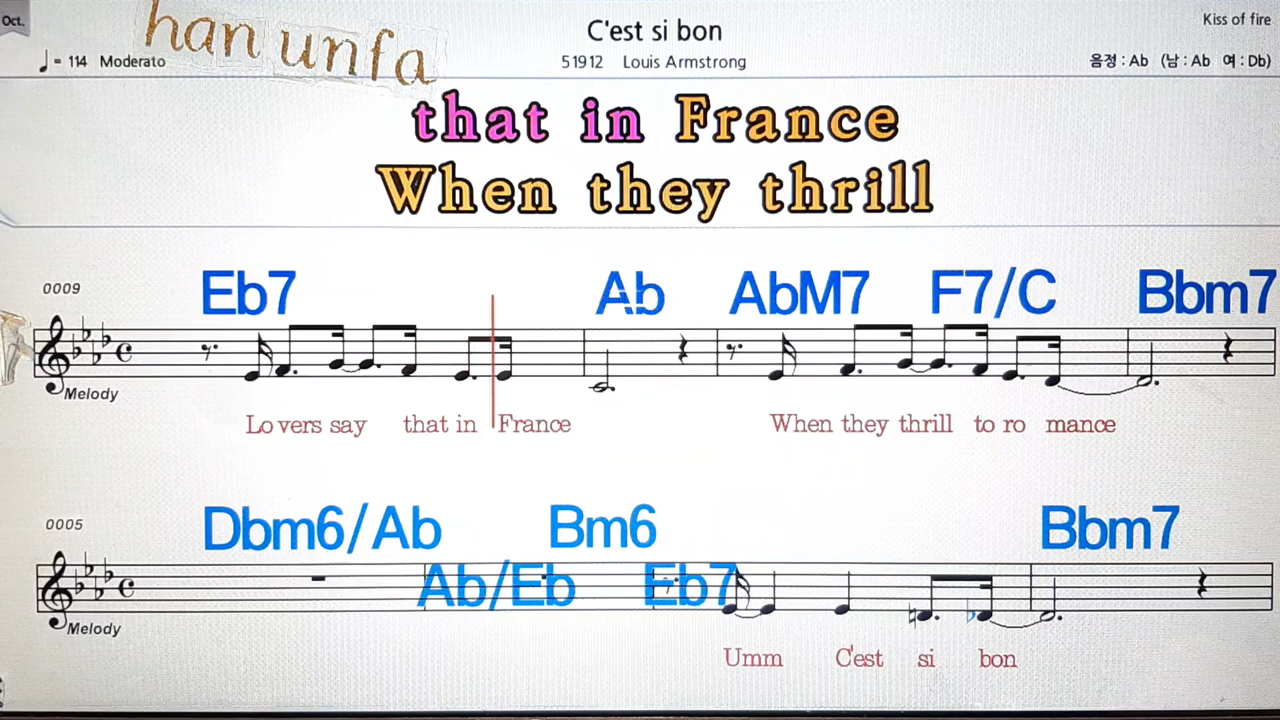 Oct.
han unfa
C'est si bon
Kiss of fire
♩= 114 Moderato
51912 Louis Armstrong
음정 : Ab (남 : Ab 여 : Db)
that in France
When they thrill
0009
Eb7 Ab AbM7 F7/C Bbm7
Melody
Lo vers say that in France When they thrill to ro mance
0005
Dbm6/Ab Bm6 Bbm7
Ab/Eb Eb7
Melody
Umm C'est si bon